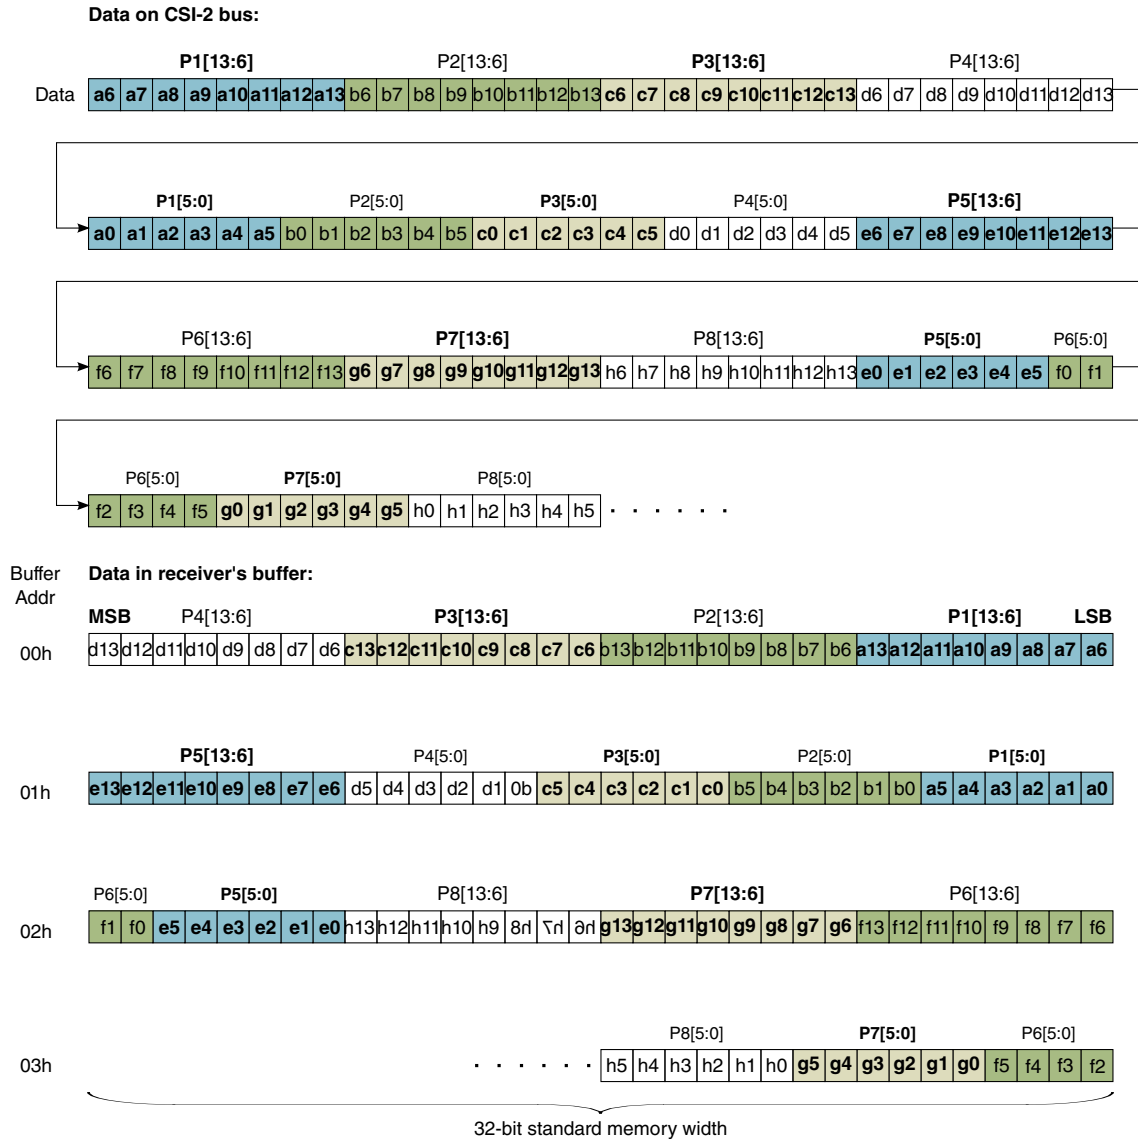 Data on CSI-2 bus:
P1[13:6] P2[13:6] P3[13:6] P4[13:6]
Data a6 a7 a8 a9 a10 a11 a12 a13 b6 b7 b8 b9 b10 b11 b12 b13 c6 c7 c8 c9 c10 c11 c12 c13 d6 d7 d8 d9 d10 d11 d12 d13
P1[5:0] P2[5:0] P3[5:0] P4[5:0] P5[13:6]
a0 a1 a2 a3 a4 a5 b0 b1 b2 b3 b4 b5 c0 c1 c2 c3 c4 c5 d0 d1 d2 d3 d4 d5 e6 e7 e8 e9 e10 e11 e12 e13
P6[13:6] P7[13:6] P8[13:6] P5[5:0] P6[5:0]
f6 f7 f8 f9 f10 f11 f12 f13 g6 g7 g8 g9 g10 g11 g12 g13 h6 h7 h8 h9 h10 h11 h12 h13 e0 e1 e2 e3 e4 e5 f0 f1
P6[5:0] P7[5:0] P8[5:0]
f2 f3 f4 f5 g0 g1 g2 g3 g4 g5 h0 h1 h2 h3 h4 h5 . . . . . .
Buffer Addr
Data in receiver's buffer:
MSB P4[13:6] P3[13:6] P2[13:6] P1[13:6] LSB
00h d13 d12 d11 d10 d9 d8 d7 d6 c13 c12 c11 c10 c9 c8 c7 c6 b13 b12 b11 b10 b9 b8 b7 b6 a13 a12 a11 a10 a9 a8 a7 a6
P5[13:6] P4[5:0] P3[5:0] P2[5:0] P1[5:0]
01h e13 e12 e11 e10 e9 e8 e7 e6 d5 d4 d3 d2 d1 0b c5 c4 c3 c2 c1 c0 b5 b4 b3 b2 b1 b0 a5 a4 a3 a2 a1 a0
P6[5:0] P5[5:0] P8[13:6] P7[13:6] P6[13:6]
02h f1 f0 e5 e4 e3 e2 e1 e0 h13 h12 h11 h10 h9 h8 h7 h6 g13 g12 g11 g10 g9 g8 g7 g6 f13 f12 f11 f10 f9 f8 f7 f6
P8[5:0] P7[5:0] P6[5:0]
03h . . . . . . h5 h4 h3 h2 h1 h0 g5 g4 g3 g2 g1 g0 f5 f4 f3 f2
32-bit standard memory width